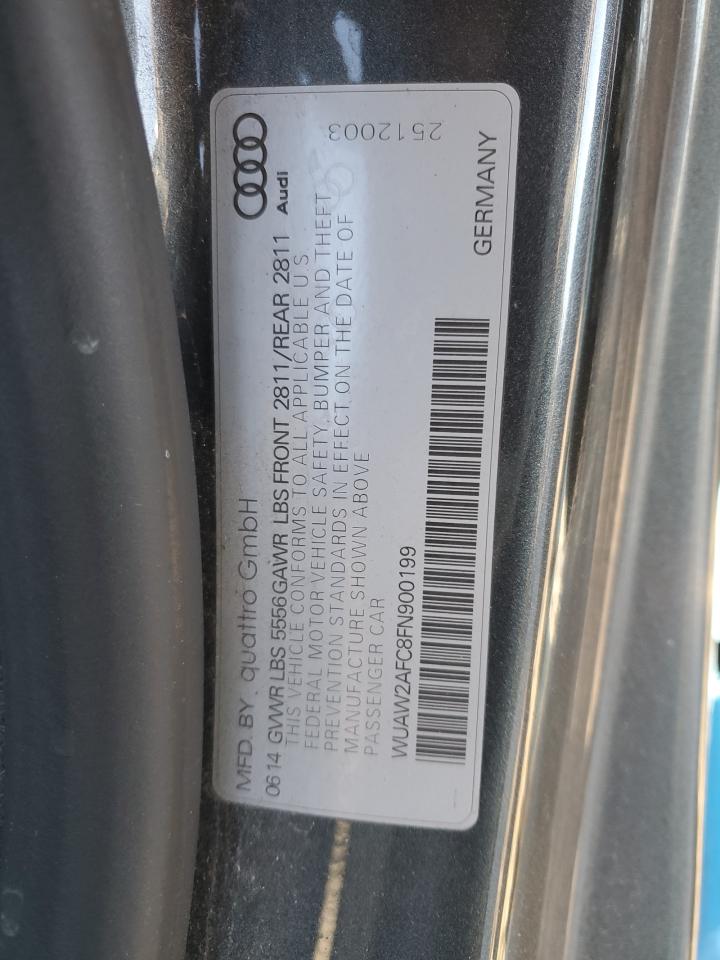 MFD. BY. quattro GmbH
Audi
0614 GVWR LBS 5556 GAWR LBS FRONT 2811/REAR 2811
THIS VEHICLE CONFORMS TO ALL APPLICABLE U.S
FEDERAL MOTOR VEHICLE SAFETY, BUMPER AND THEFT
PREVENTION STANDARDS IN EFFECT ON THE DATE OF
MANUFACTURE SHOWN ABOVE
PASSENGER CAR
WUAW2AFC8FN900199
GERMANY
2512003